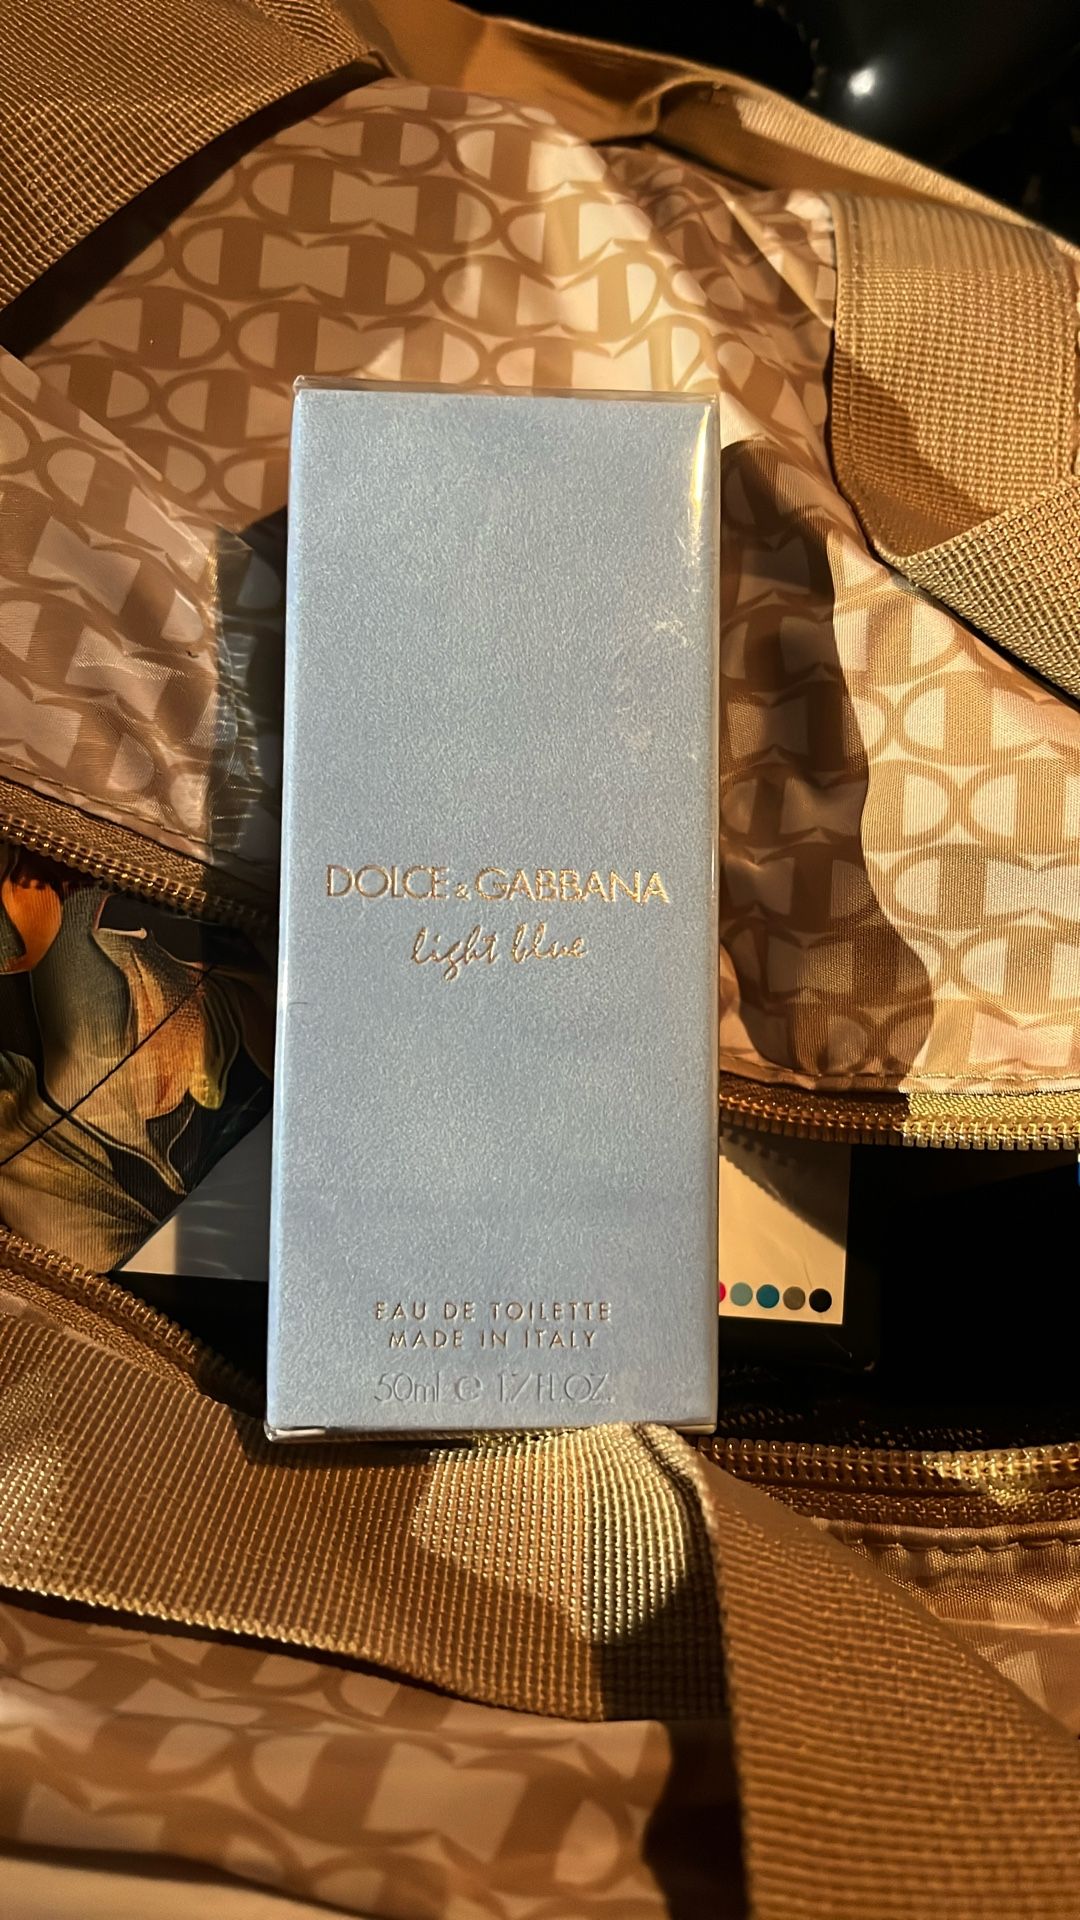 DOLCE & GABBANA
light blue
EAU DE TOILETTE
MADE IN ITALY
50ml ℮ 1.7 FL.OZ.